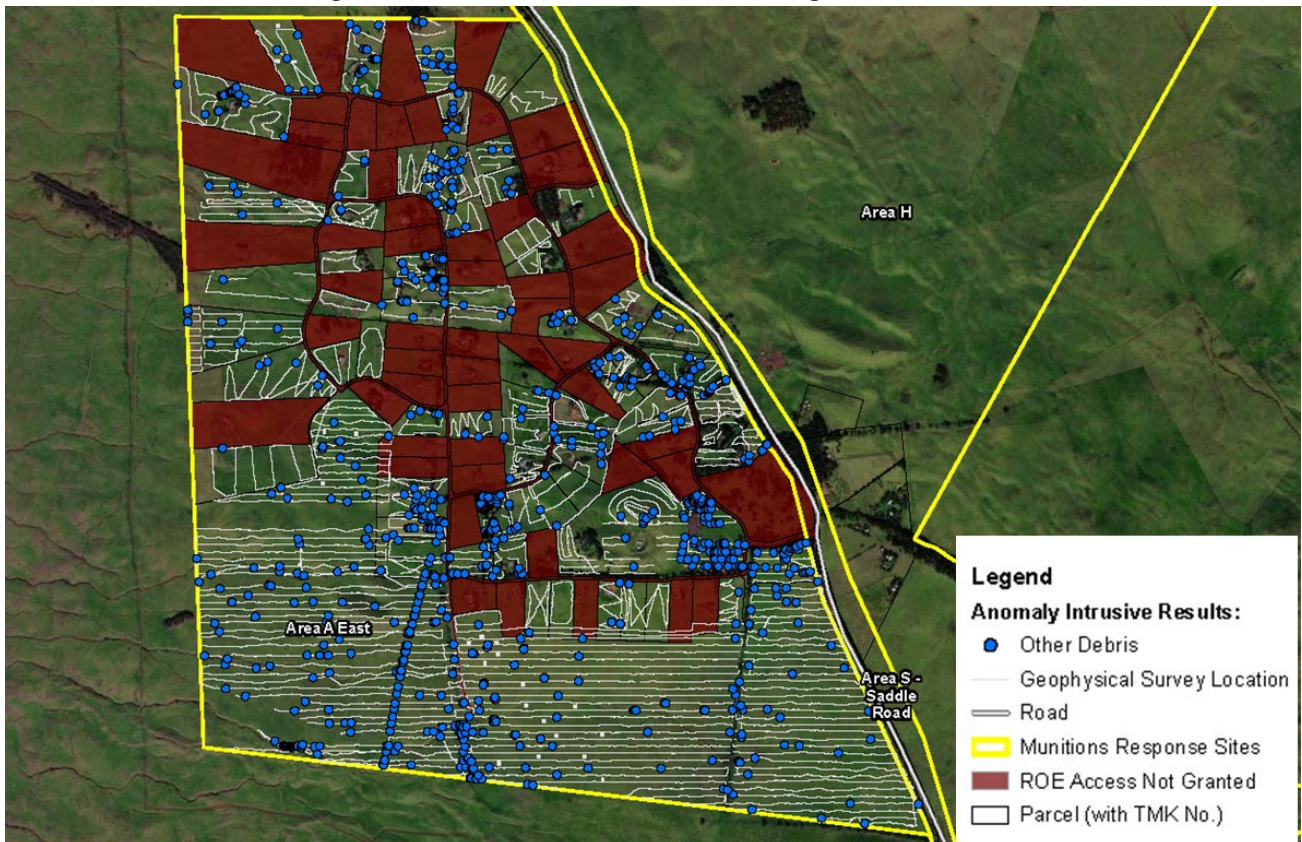 Area H
Area A East
Area S -
Saddle
Road
Legend
Anomaly Intrusive Results:
Other Debris
Geophysical Survey Location
Road
Munitions Response Sites
ROE Access Not Granted
Parcel (with TMK No.)